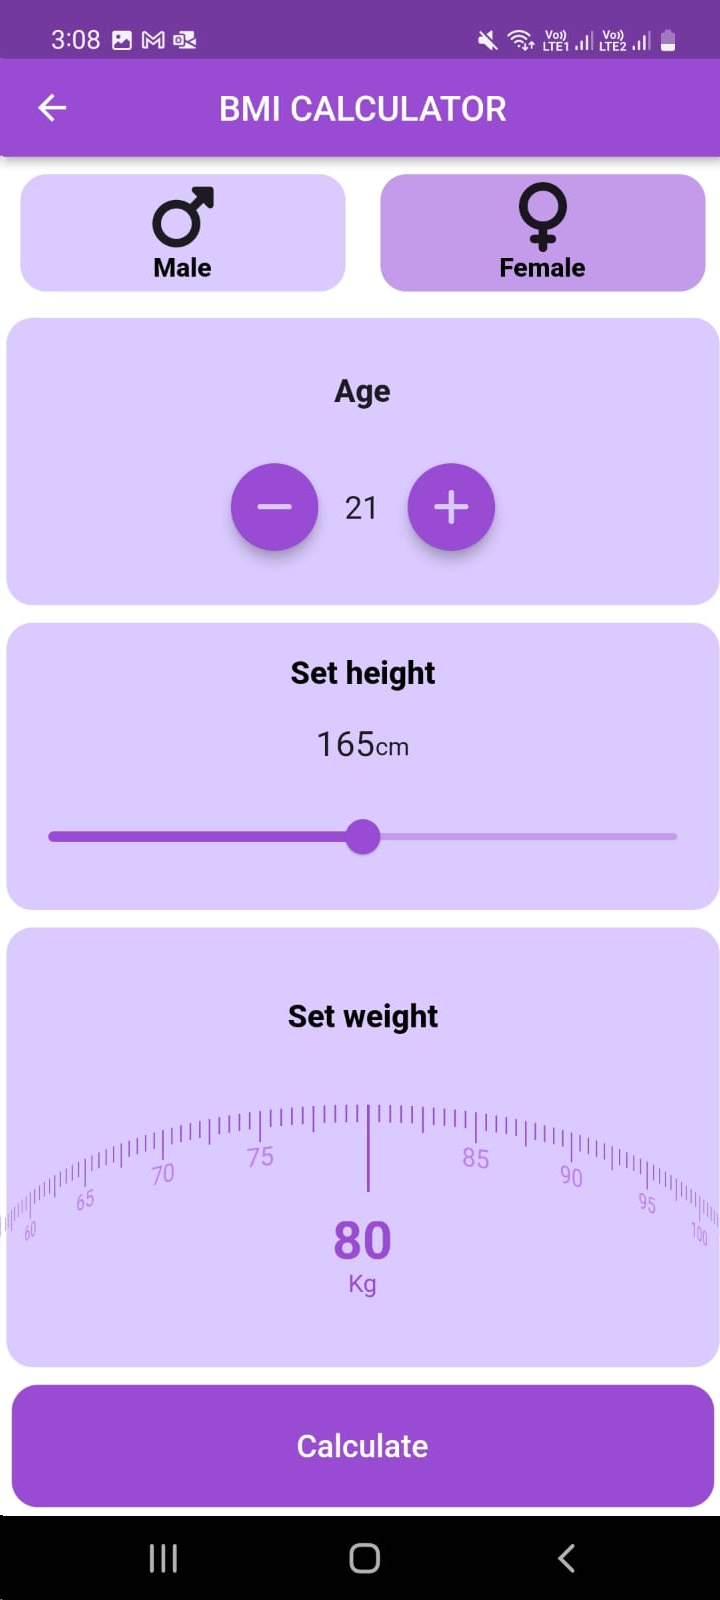 3:08 Vo)) LTE1 Vo)) LTE2
BMI CALCULATOR
Male Female
Age
21
Set height
165cm
Set weight
60 65 70 75 85 90 95 100
80
Kg
Calculate